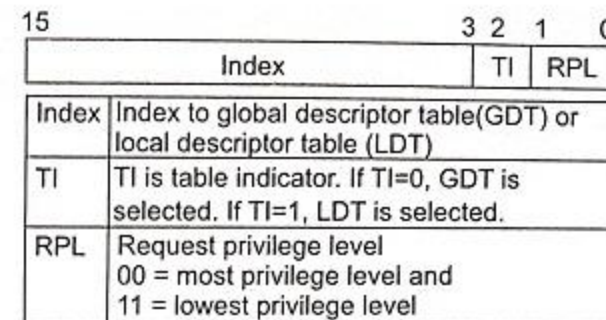 15 3 2 1 0
Index TI RPL
Index Index to global descriptor table(GDT) or
local descriptor table (LDT)
TI TI is table indicator. If TI=0, GDT is
selected. If TI=1, LDT is selected.
RPL Request privilege level
00 = most privilege level and
11 = lowest privilege level